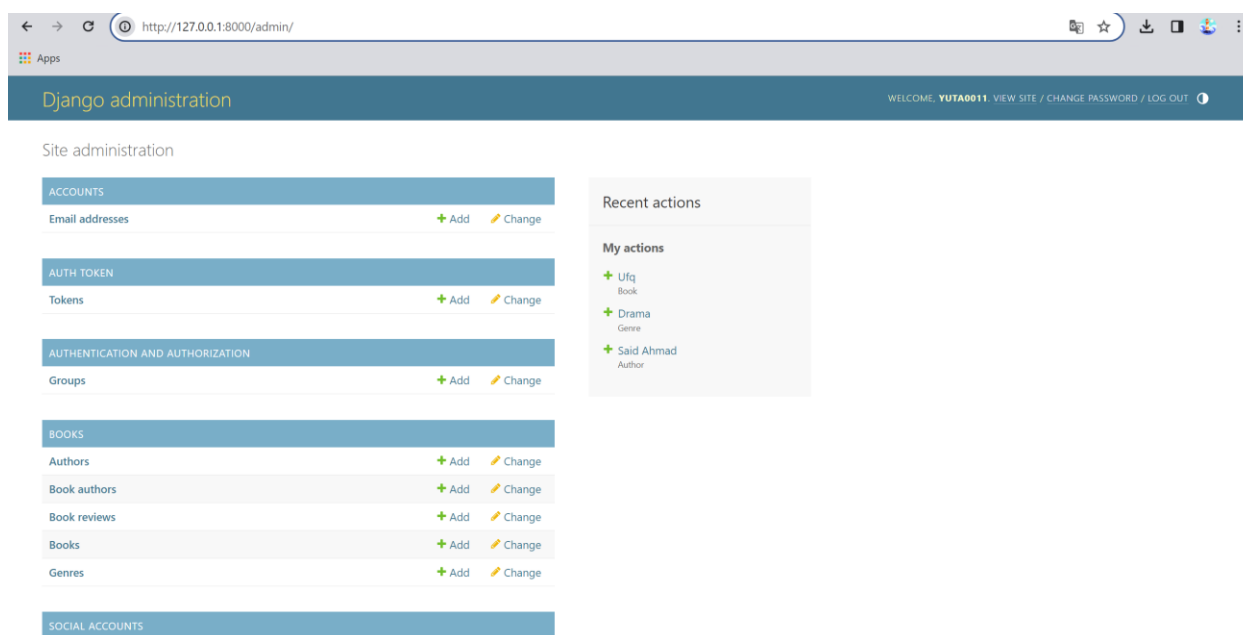 http://127.0.0.1:8000/admin/
Apps
Django administration
WELCOME, YUTA0011. VIEW SITE / CHANGE PASSWORD / LOG OUT
Site administration
ACCOUNTS
Email addresses Add Change
AUTH TOKEN
Tokens Add Change
AUTHENTICATION AND AUTHORIZATION
Groups Add Change
BOOKS
Authors Add Change
Book authors Add Change
Book reviews Add Change
Books Add Change
Genres Add Change
SOCIAL ACCOUNTS
Recent actions
My actions
Ufq
Book
Drama
Genre
Said Ahmad
Author